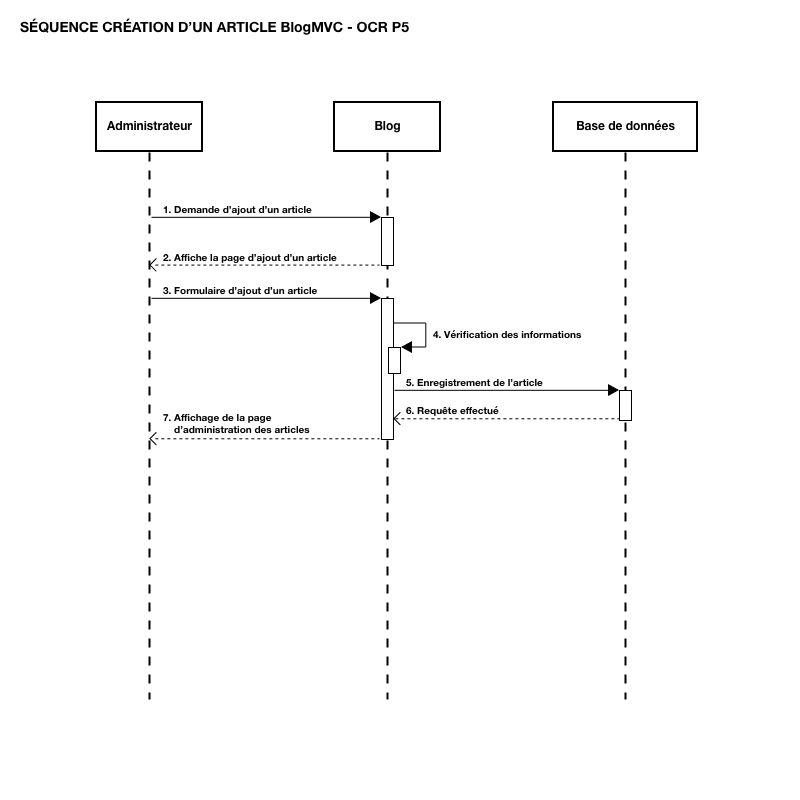 SÉQUENCE CRÉATION D’UN ARTICLE BlogMVC - OCR P5
Administrateur
Blog
Base de données
1. Demande d’ajout d’un article
2. Affiche la page d’ajout d’un article
3. Formulaire d’ajout d’un article
4. Vérification des informations
5. Enregistrement de l’article
6. Requête effectué
7. Affichage de la page
d’administration des articles